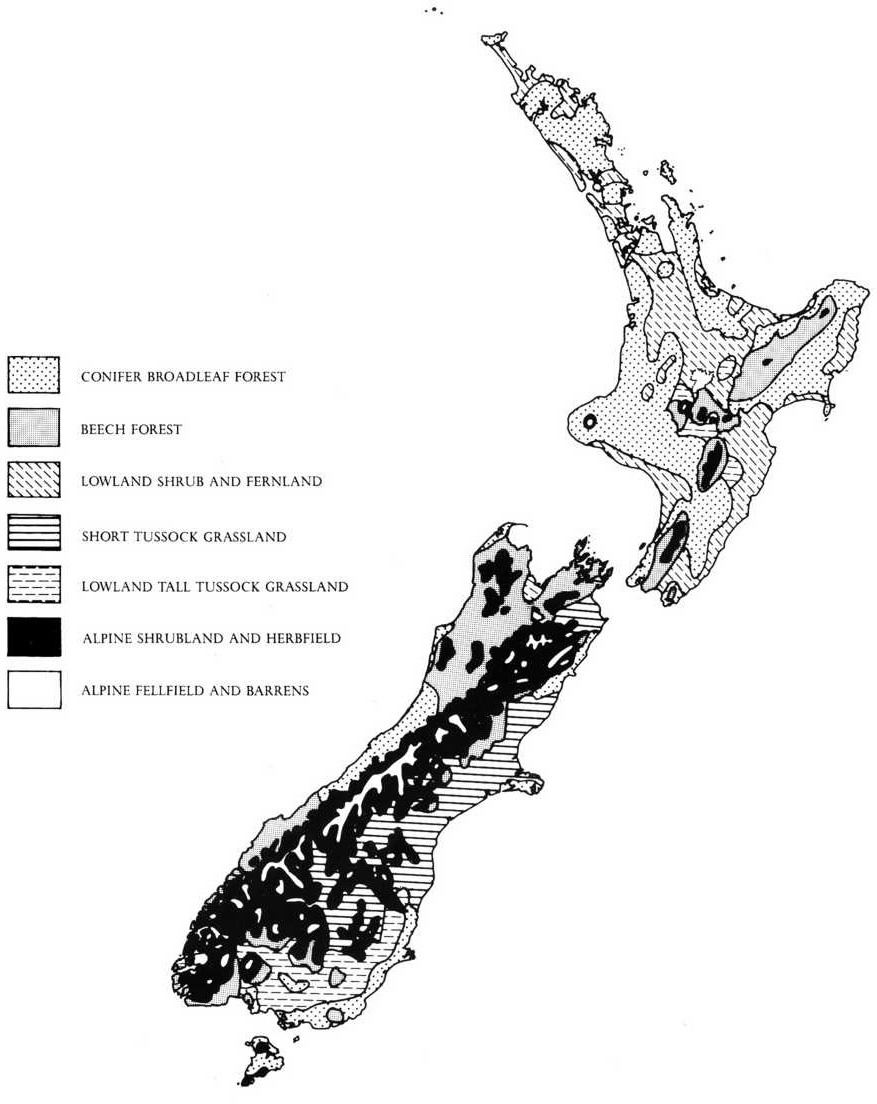 CONIFER BROADLEAF FOREST
BEECH FOREST
LOWLAND SHRUB AND FERNLAND
SHORT TUSSOCK GRASSLAND
LOWLAND TALL TUSSOCK GRASSLAND
ALPINE SHRUBLAND AND HERBFIELD
ALPINE FELLFIELD AND BARRENS